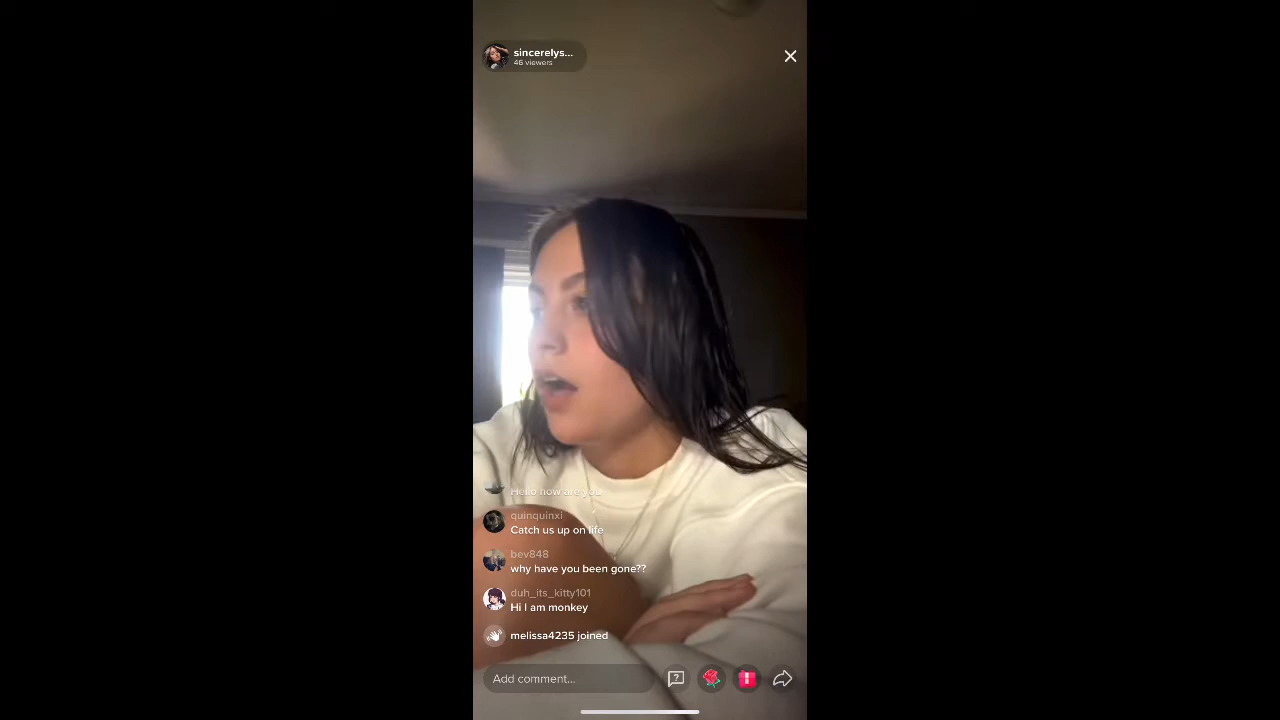 sincerelys...
46 viewers
Hello how are you
quinquinxi
Catch us up on life
bev848
why have you been gone??
duh_its_kitty101
Hi I am monkey
melissa4235 joined
Add comment...